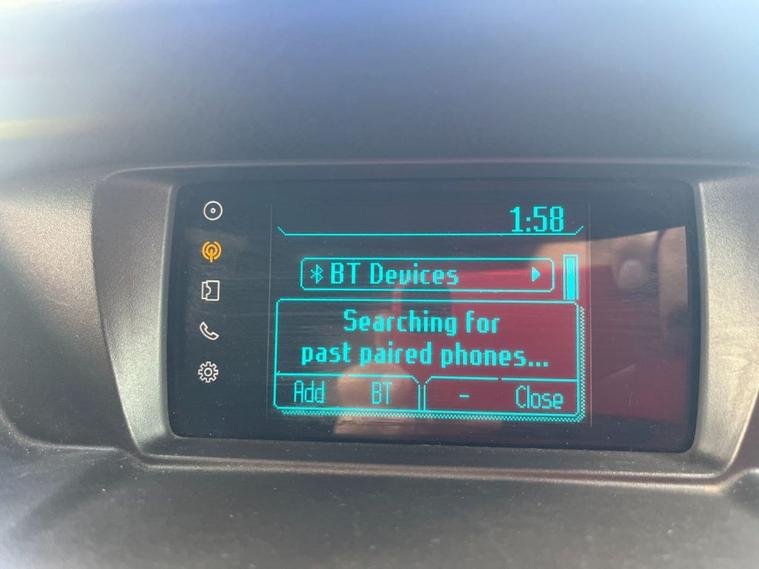 1:58
BT Devices
Searching for
past paired phones...
Add BT - Close